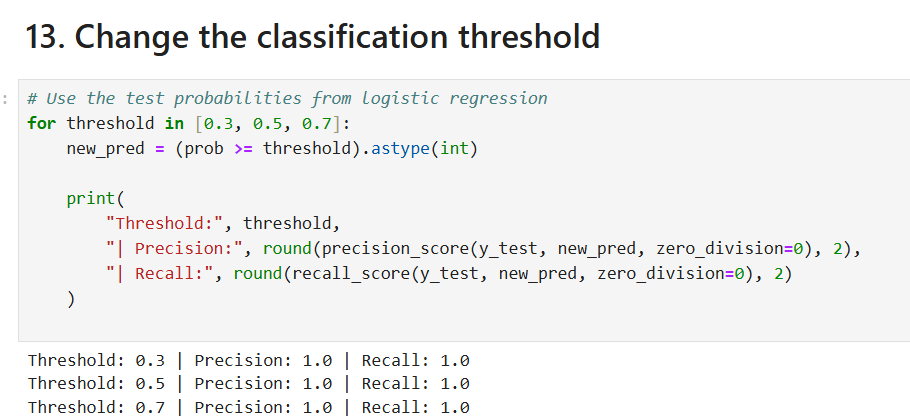 13. Change the classification threshold
:
# Use the test probabilities from logistic regression
for threshold in [0.3, 0.5, 0.7]:
    new_pred = (prob >= threshold).astype(int)
    print(
        "Threshold:", threshold,
        "| Precision:", round(precision_score(y_test, new_pred, zero_division=0), 2),
        "| Recall:", round(recall_score(y_test, new_pred, zero_division=0), 2)
    )
Threshold: 0.3 | Precision: 1.0 | Recall: 1.0
Threshold: 0.5 | Precision: 1.0 | Recall: 1.0
Threshold: 0.7 | Precision: 1.0 | Recall: 1.0